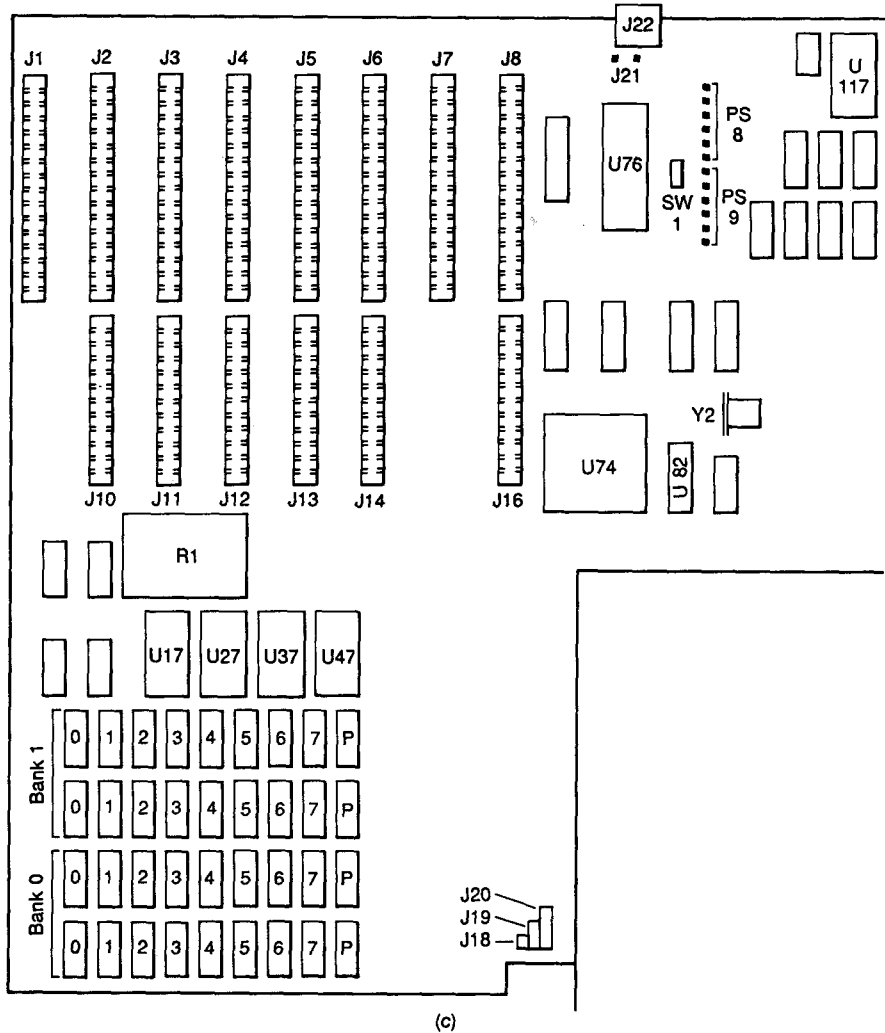 J22
J1 J2 J3 J4 J5 J6 J7 J8
J21
U
117
PS
8
U76
SW
1
PS
9
Y2
U74
U 82
J10 J11 J12 J13 J14 J16
R1
U17 U27 U37 U47
Bank 1
0 1 2 3 4 5 6 7 P
0 1 2 3 4 5 6 7 P
Bank 0
0 1 2 3 4 5 6 7 P
0 1 2 3 4 5 6 7 P
J20
J19
J18
(c)